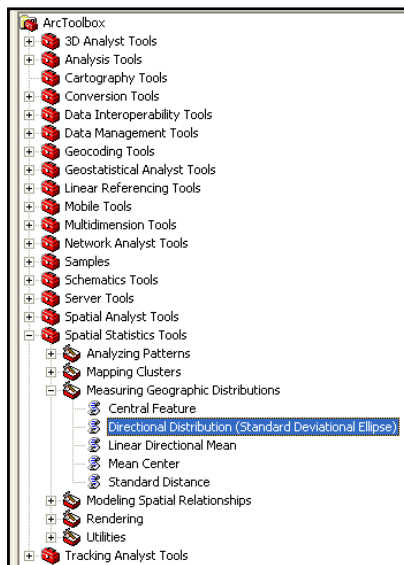 ArcToolbox
3D Analyst Tools
Analysis Tools
Cartography Tools
Conversion Tools
Data Interoperability Tools
Data Management Tools
Geocoding Tools
Geostatistical Analyst Tools
Linear Referencing Tools
Mobile Tools
Multidimension Tools
Network Analyst Tools
Samples
Schematics Tools
Server Tools
Spatial Analyst Tools
Spatial Statistics Tools
Analyzing Patterns
Mapping Clusters
Measuring Geographic Distributions
Central Feature
Directional Distribution (Standard Deviational Ellipse)
Linear Directional Mean
Mean Center
Standard Distance
Modeling Spatial Relationships
Rendering
Utilities
Tracking Analyst Tools